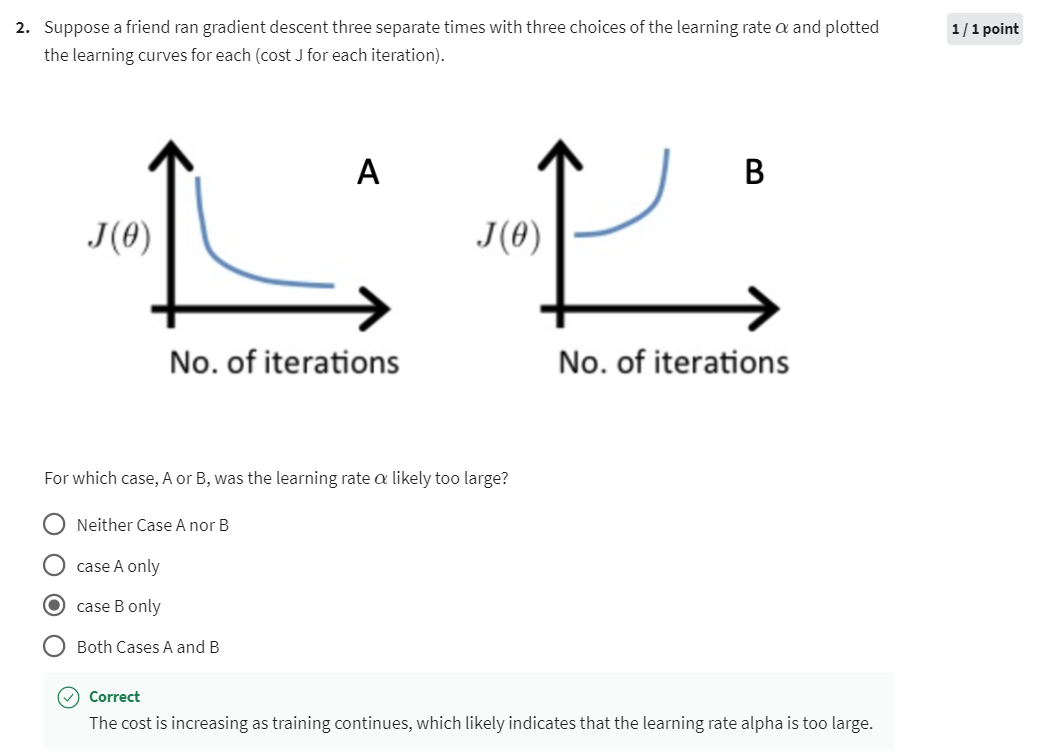 2. Suppose a friend ran gradient descent three separate times with three choices of the learning rate α and plotted
the learning curves for each (cost J for each iteration).
1 / 1 point
A
J(θ)
No. of iterations
B
J(θ)
No. of iterations
For which case, A or B, was the learning rate α likely too large?
Neither Case A nor B
case A only
case B only
Both Cases A and B
Correct
The cost is increasing as training continues, which likely indicates that the learning rate alpha is too large.